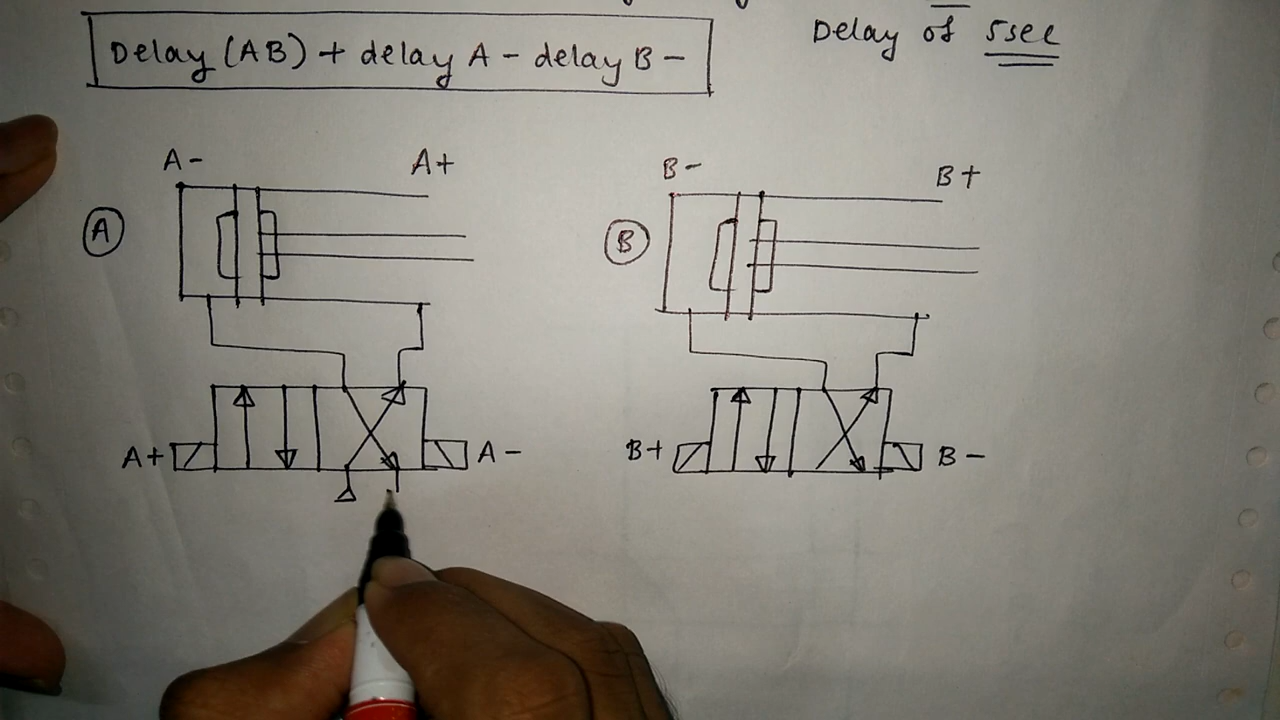 Delay (AB) + delay A - delay B -
Delay of 5sec
A- A+
B- B+
A
B
A+ A -
B+ B -